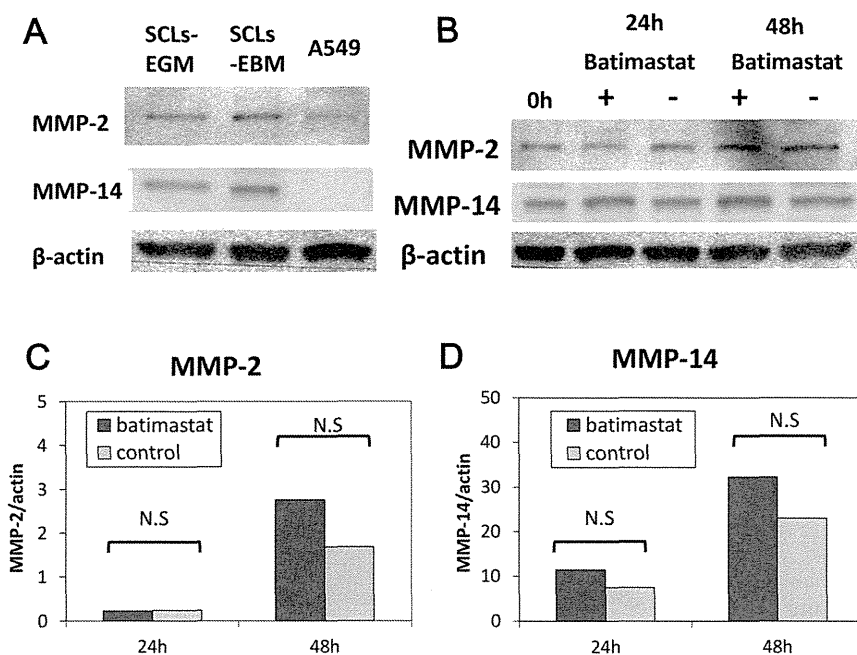 A
SCLs-
EGM
SCLs
-EBM
A549
MMP-2
MMP-14
β-actin
B
24h
48h
Batimastat
Batimastat
0h
+
-
+
-
MMP-2
MMP-14
β-actin
C
MMP-2
MMP-2/actin
5
4
3
2
1
0
batimastat
control
N.S
N.S
24h
48h
D
MMP-14
MMP-14/actin
50
40
30
20
10
0
batimastat
control
N.S
N.S
24h
48h